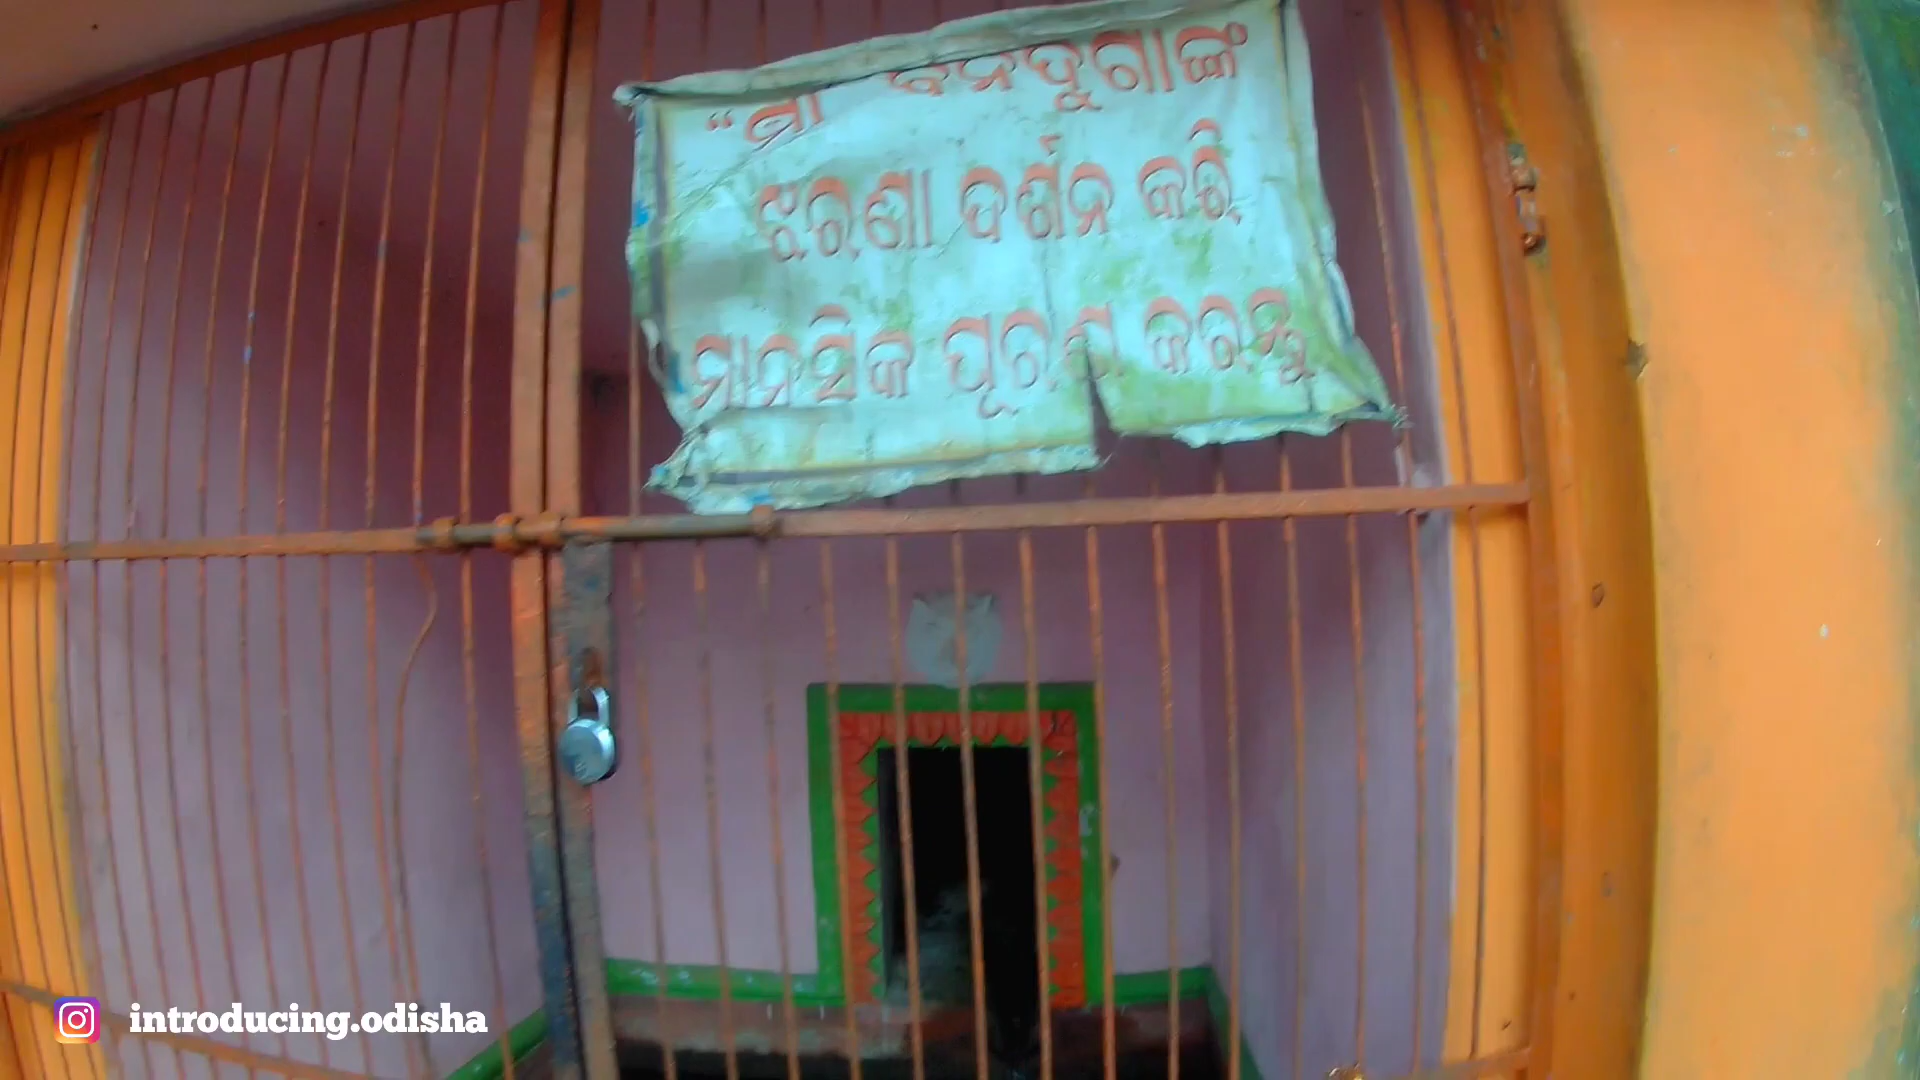 “ମା ବନଦୁର୍ଗାଙ୍କ
ଝରଣା ଦର୍ଶନ କରି
ମାନସିକ ପୂରଣ କରନ୍ତୁ
introducing.odisha